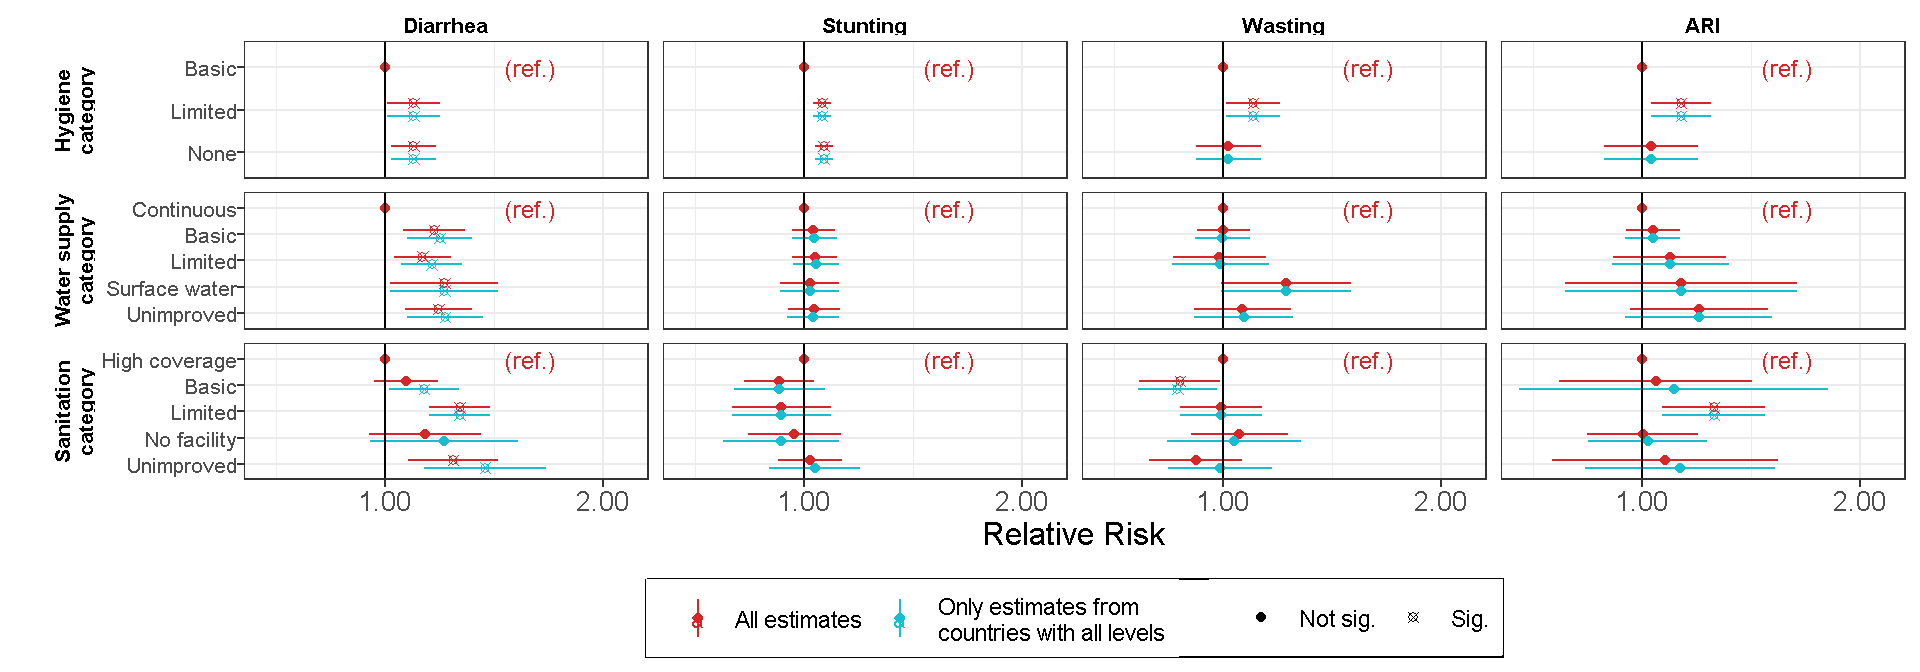 Diarrhea Stunting Wasting ARI
Hygiene
category
Basic (ref.) (ref.) (ref.) (ref.)
Limited
None
Water supply
category
Continuous (ref.) (ref.) (ref.) (ref.)
Basic
Limited
Surface water
Unimproved
Sanitation
category
High coverage (ref.) (ref.) (ref.) (ref.)
Basic
Limited
No facility
Unimproved
1.00 2.00 1.00 2.00 1.00 2.00 1.00 2.00
Relative Risk
All estimates
Only estimates from
countries with all levels
Not sig.
Sig.